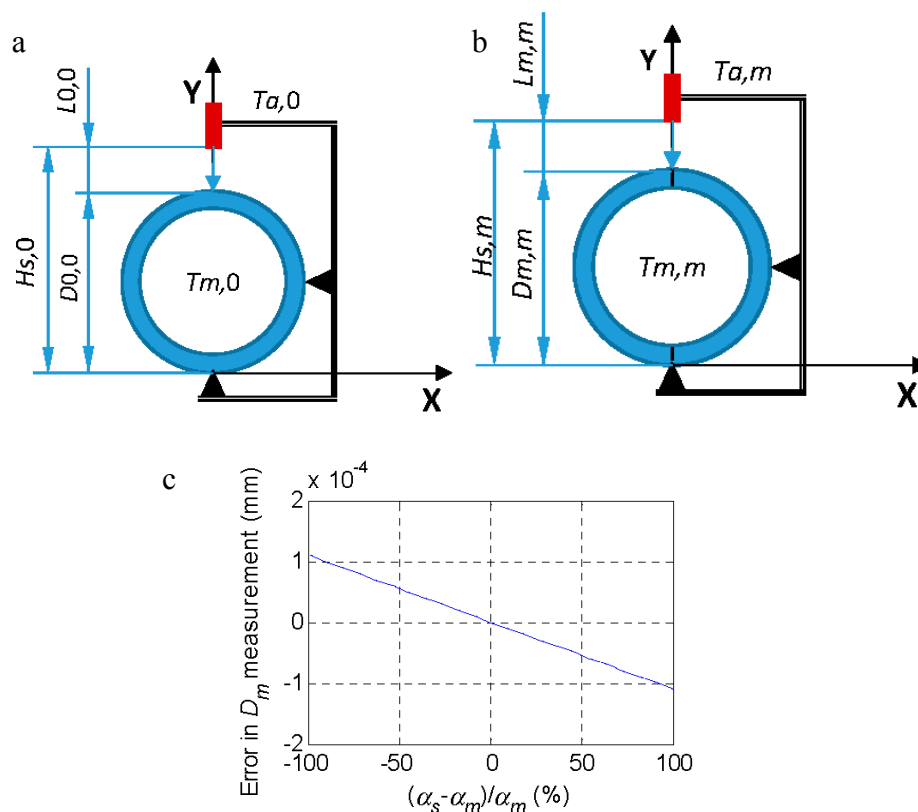 a
Y
Ta,0
L0,0
Hs,0
D0,0
Tm,0
X
b
Y
Ta,m
Lm,m
Hs,m
Dm,m
Tm,m
X
c
× 10⁻⁴
Error in Dₘ measurement (mm)
2
1
0
-1
-2
-100 -50 0 50 100
(αₛ-αₘ)/αₘ (%)